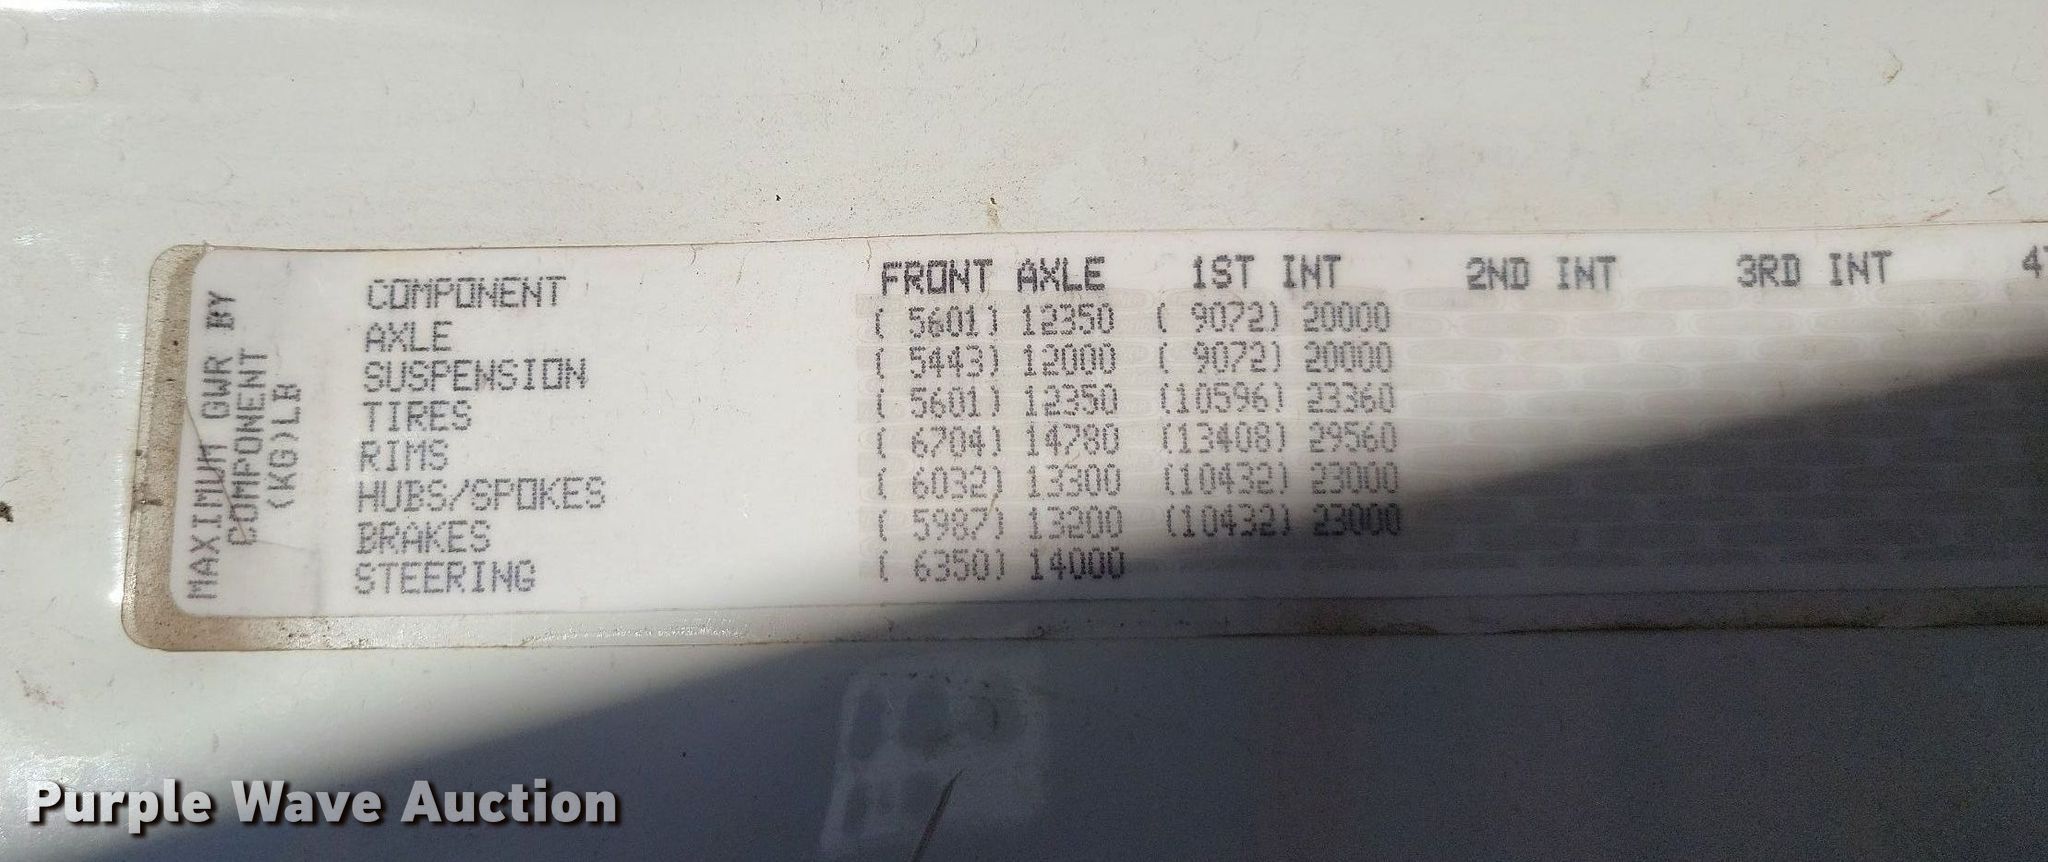 MAXIMUM GWR BY
COMPONENT
(KG)LB
COMPONENT FRONT AXLE 1ST INT 2ND INT 3RD INT
AXLE ( 5601) 12350 ( 9072) 20000
SUSPENSION ( 5443) 12000 ( 9072) 20000
TIRES ( 5601) 12350 (10596) 23360
RIMS ( 6704) 14780 (13408) 29560
HUBS/SPOKES ( 6032) 13300 (10432) 23000
BRAKES ( 5987) 13200 (10432) 23000
STEERING ( 6350) 14000
Purple Wave Auction